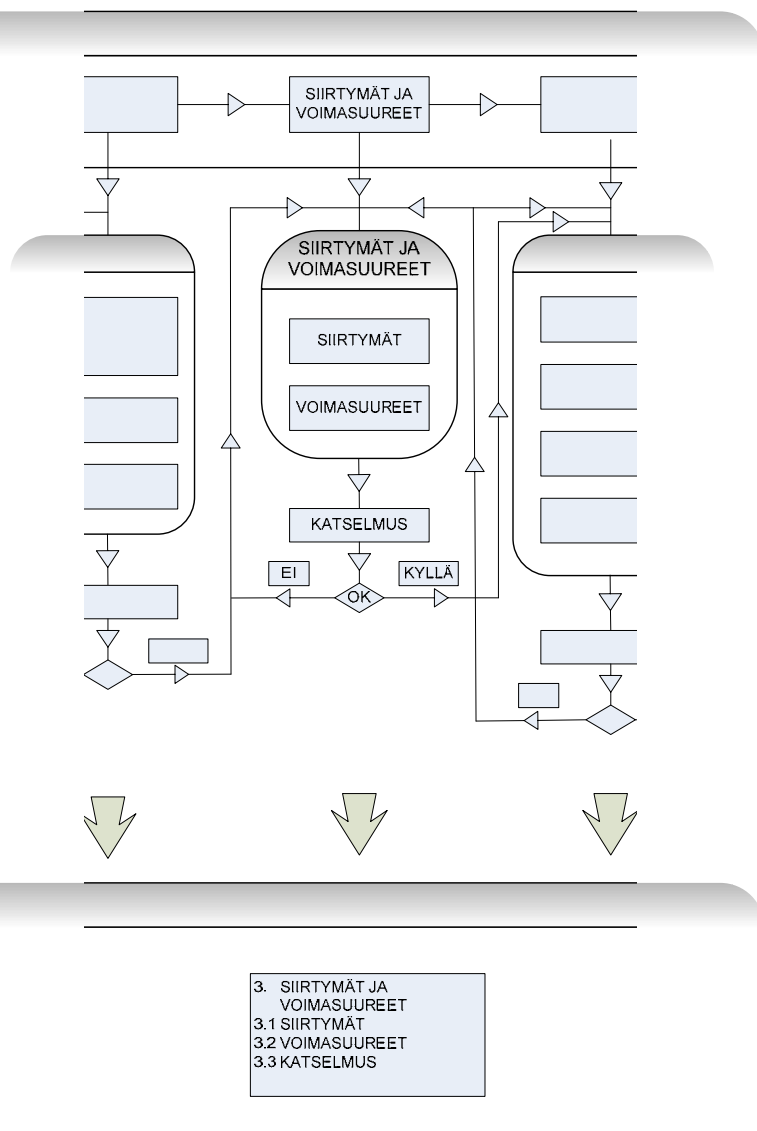 SIIRTYMÄT JA
VOIMASUUREET
SIIRTYMÄT JA
VOIMASUUREET
SIIRTYMÄT
VOIMASUUREET
KATSELMUS
EI
KYLLÄ
OK
3. SIIRTYMÄT JA
VOIMASUUREET
3.1 SIIRTYMÄT
3.2 VOIMASUUREET
3.3 KATSELMUS